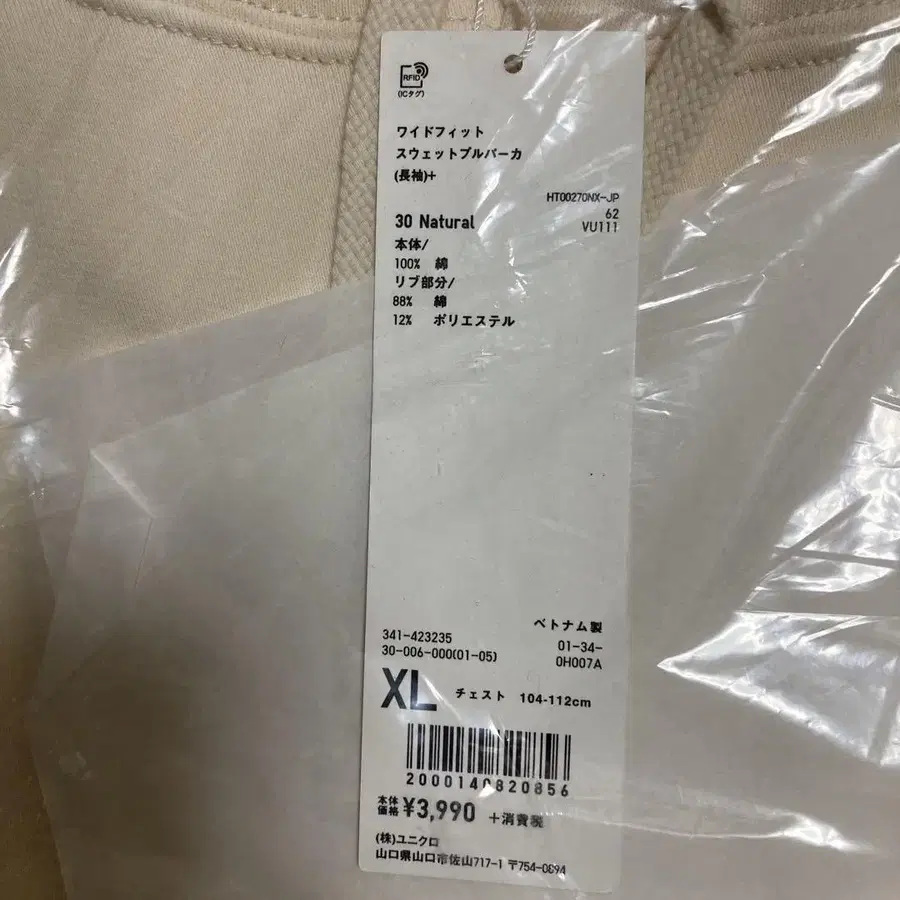 RFID
(ICタグ)
ワイドフィット
スウェットプルパーカ
(長袖)+
HT00270NX-JP
30 Natural
62
VU111
本体/
100% 綿
リブ部分/
88% 綿
12% ポリエステル
ベトナム製
341-423235
01-34-
30-006-000(01-05)
0H007A
XL チェスト 104-112cm
2000140820856
本体価格 ¥3,990 +消費税
(株)ユニクロ
山口県山口市佐山717-1 〒754-0894